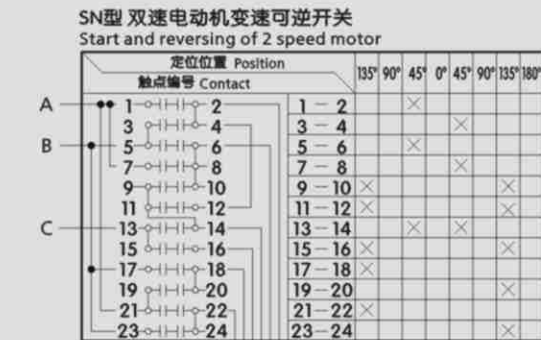 SN型 双速电动机变速可逆开关
Start and reversing of 2 speed motor
定位位置 Position
触点编号 Contact
135° 90° 45° 0° 45° 90° 135° 180°
A 1 2 1 — 2 ×
3 4 3 — 4 ×
B 5 6 5 — 6 ×
7 8 7 — 8 ×
9 10 9 — 10 × ×
11 12 11 — 12 × ×
C 13 14 13 — 14 × ×
15 16 15 — 16 × ×
17 18 17 — 18 ×
19 20 19 — 20 ×
21 22 21 — 22 ×
23 24 23 — 24 ×